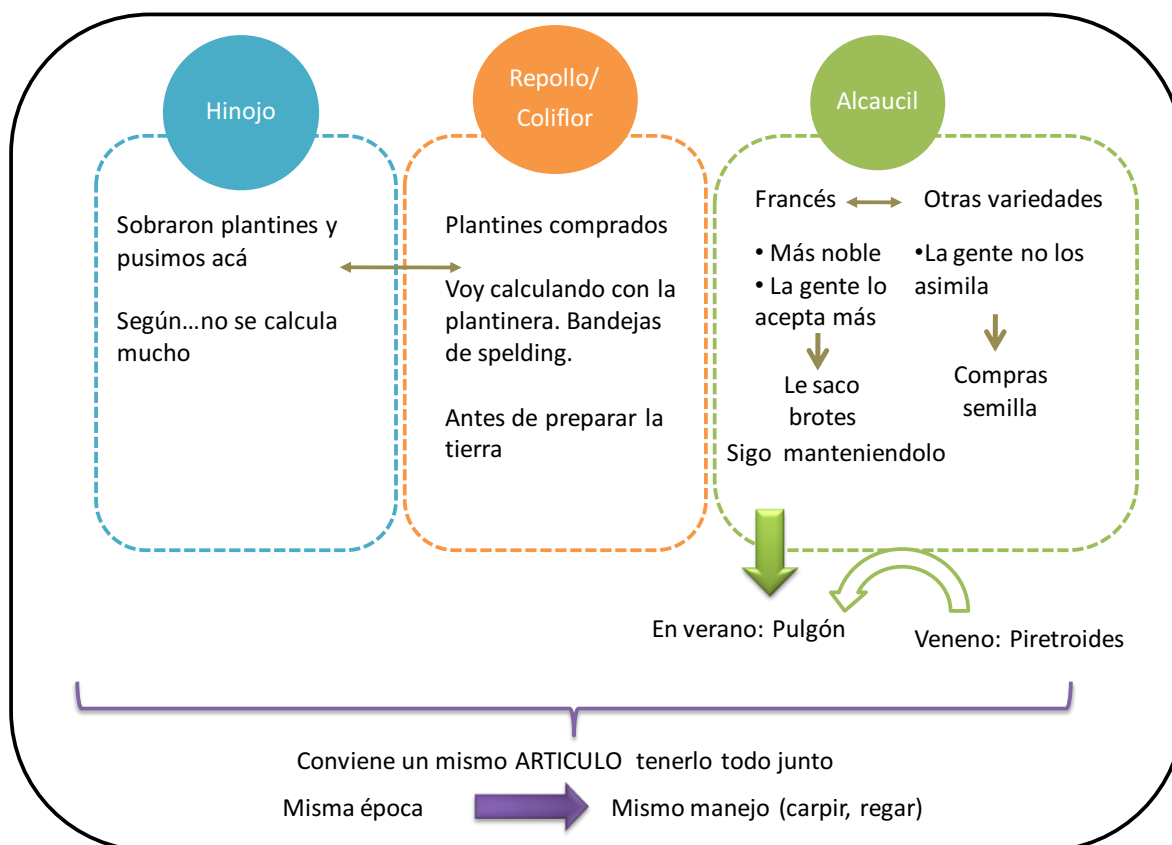 Hinojo
Sobraron plantines y
pusimos acá
Según...no se calcula
mucho
Repollo/
Coliflor
Plantines comprados
Voy calculando con la
plantinera. Bandejas
de spelding.
Antes de preparar la
tierra
Alcaucil
Francés
• Más noble
• La gente lo
acepta más
Le saco
brotes
Sigo manteniendolo
Otras variedades
•La gente no los
asimila
Compras
semilla
En verano: Pulgón
Veneno: Piretroides
Conviene un mismo ARTICULO tenerlo todo junto
Misma época
Mismo manejo (carpir, regar)